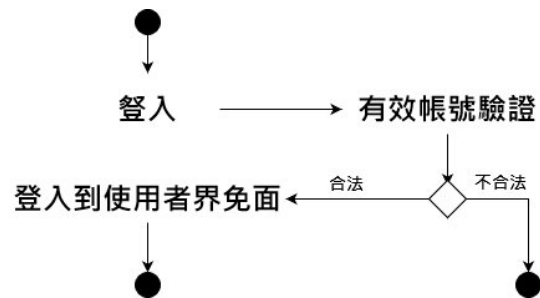 豋入
有效帳號驗證
合法
不合法
登入到使用者界免面